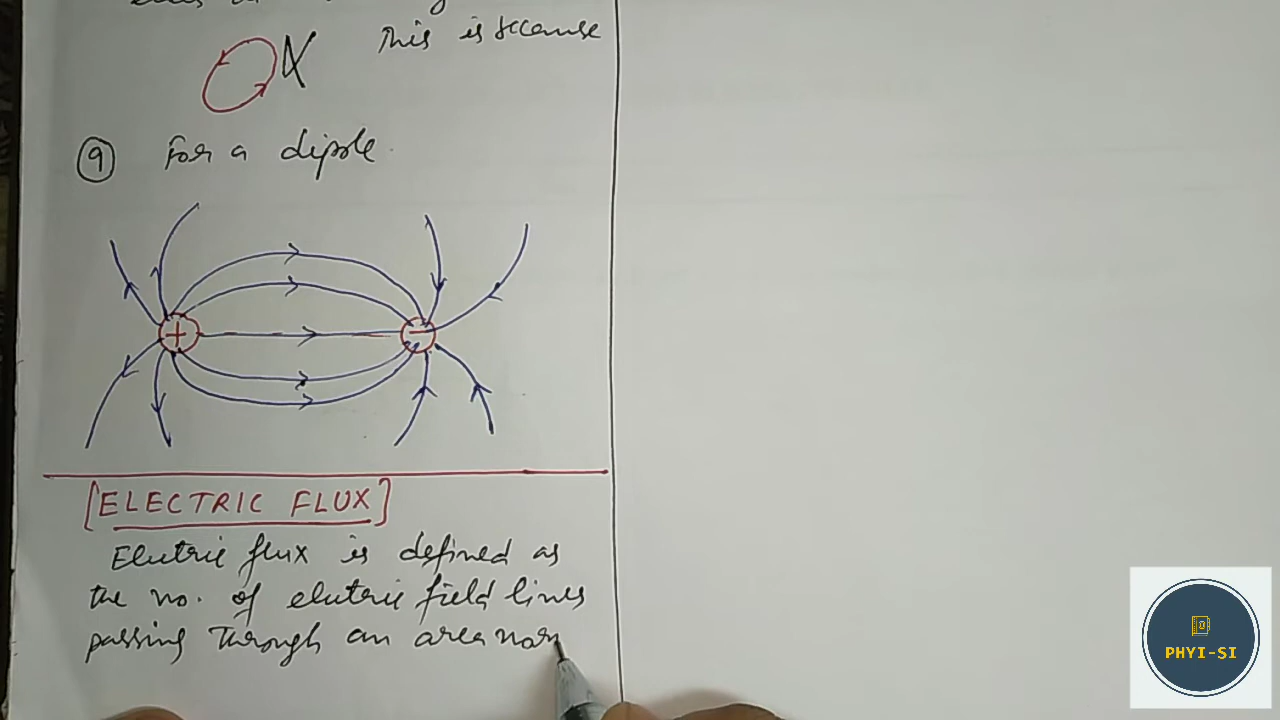 This is because
9 For a dipole
+
−
[ELECTRIC FLUX]
Electric flux is defined as
the no. of electric field lines
passing through an area nor
PHYI-SI